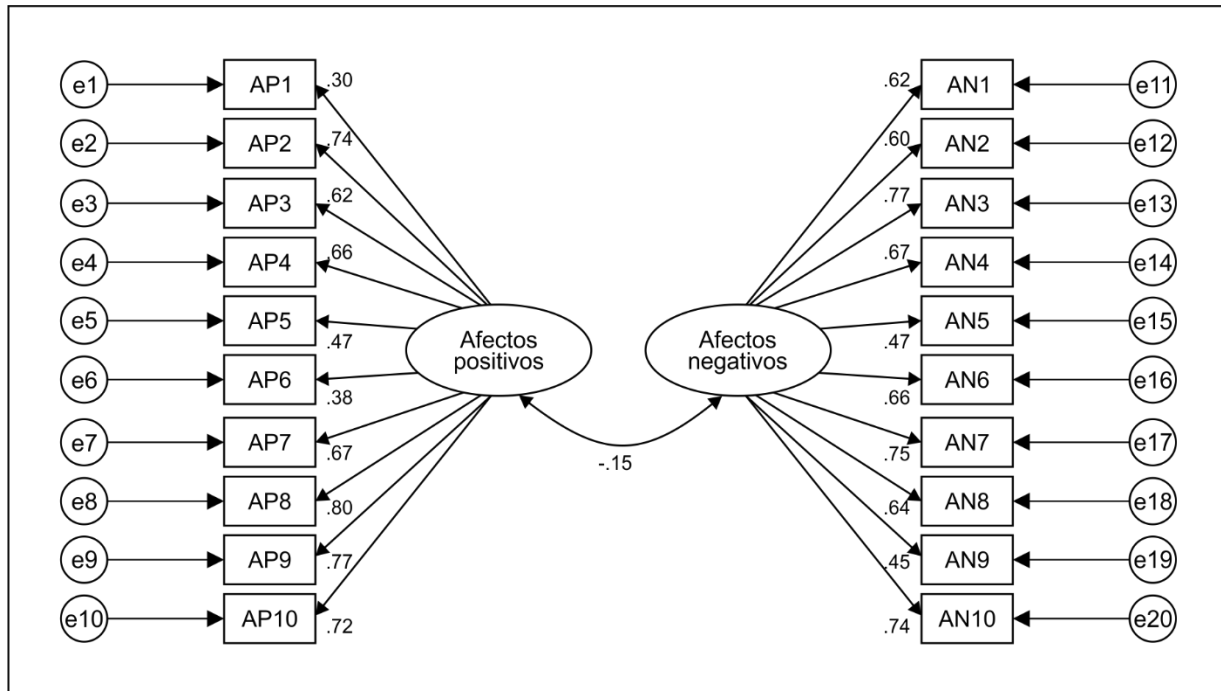 e1 AP1 .30 .62 AN1 e11
e2 AP2 .74 .60 AN2 e12
e3 AP3 .62 .77 AN3 e13
e4 AP4 .66 .67 AN4 e14
e5 AP5 .47 .47 AN5 e15
Afectos
positivos
Afectos
negativos
e6 AP6 .38 .66 AN6 e16
e7 AP7 .67 .75 AN7 e17
-.15
e8 AP8 .80 .64 AN8 e18
e9 AP9 .77 .45 AN9 e19
e10 AP10 .72 .74 AN10 e20